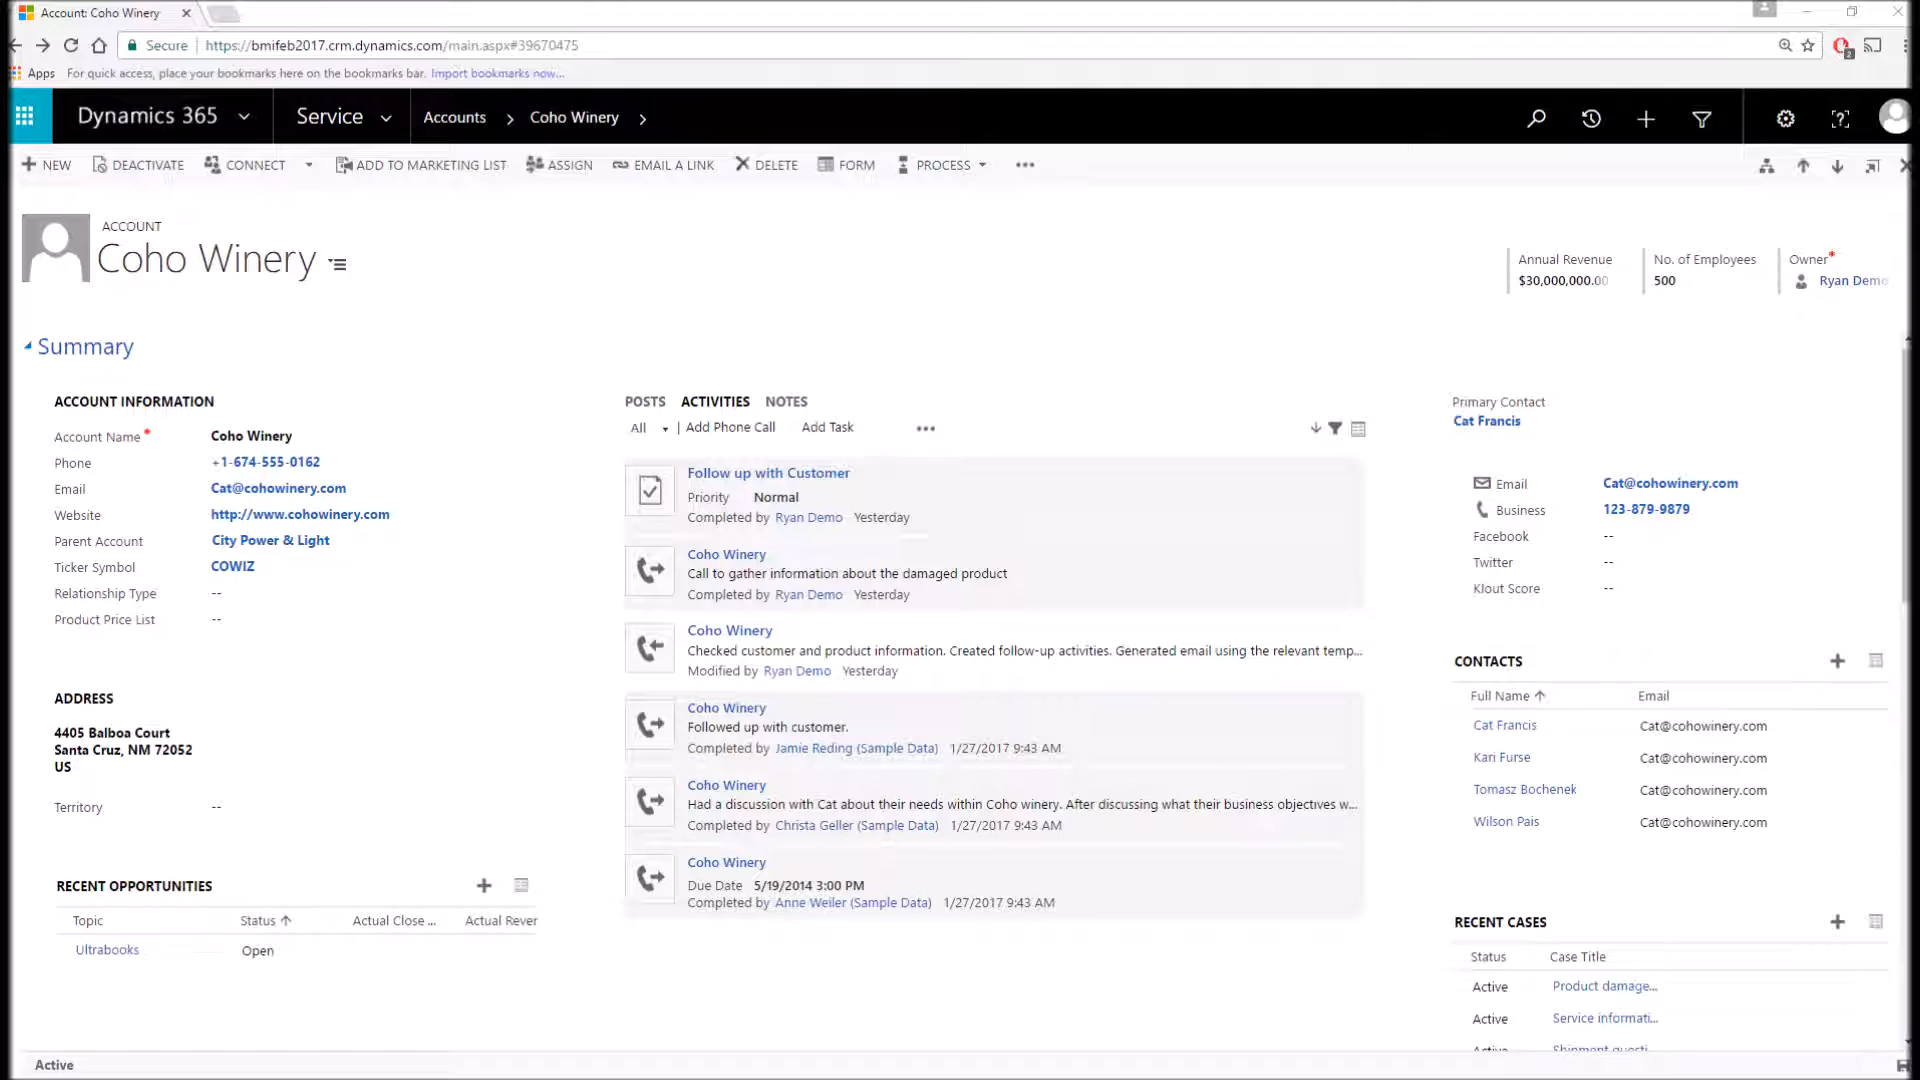 Account: Coho Winery
Secure https://bmifeb2017.crm.dynamics.com/main.aspx#39670475
2
Apps For quick access, place your bookmarks here on the bookmarks bar. Import bookmarks now...
Dynamics 365 Service Accounts Coho Winery
NEW DEACTIVATE CONNECT ADD TO MARKETING LIST ASSIGN EMAIL A LINK DELETE FORM PROCESS
ACCOUNT
Coho Winery
Annual Revenue
$30,000,000.00
No. of Employees
500
Owner*
Ryan Demo
Summary
ACCOUNT INFORMATION
Account Name* Coho Winery
Phone +1-674-555-0162
Email Cat@cohowinery.com
Website http://www.cohowinery.com
Parent Account City Power & Light
Ticker Symbol COWIZ
Relationship Type --
Product Price List --
ADDRESS
4405 Balboa Court
Santa Cruz, NM 72052
US
Territory --
RECENT OPPORTUNITIES
Topic Status Actual Close ... Actual Rever
Ultrabooks Open
POSTS ACTIVITIES NOTES
All | Add Phone Call Add Task
Follow up with Customer
Priority Normal
Completed by Ryan Demo Yesterday
Coho Winery
Call to gather information about the damaged product
Completed by Ryan Demo Yesterday
Coho Winery
Checked customer and product information. Created follow-up activities. Generated email using the relevant temp...
Modified by Ryan Demo Yesterday
Coho Winery
Followed up with customer.
Completed by Jamie Reding (Sample Data) 1/27/2017 9:43 AM
Coho Winery
Had a discussion with Cat about their needs within Coho winery. After discussing what their business objectives w...
Completed by Christa Geller (Sample Data) 1/27/2017 9:43 AM
Coho Winery
Due Date 5/19/2014 3:00 PM
Completed by Anne Weiler (Sample Data) 1/27/2017 9:43 AM
Primary Contact
Cat Francis
Email Cat@cohowinery.com
Business 123-879-9879
Facebook --
Twitter --
Klout Score --
CONTACTS
Full Name Email
Cat Francis Cat@cohowinery.com
Kari Furse Cat@cohowinery.com
Tomasz Bochenek Cat@cohowinery.com
Wilson Pais Cat@cohowinery.com
RECENT CASES
Status Case Title
Active Product damage...
Active Service informati...
Active Shipment questi...
Active